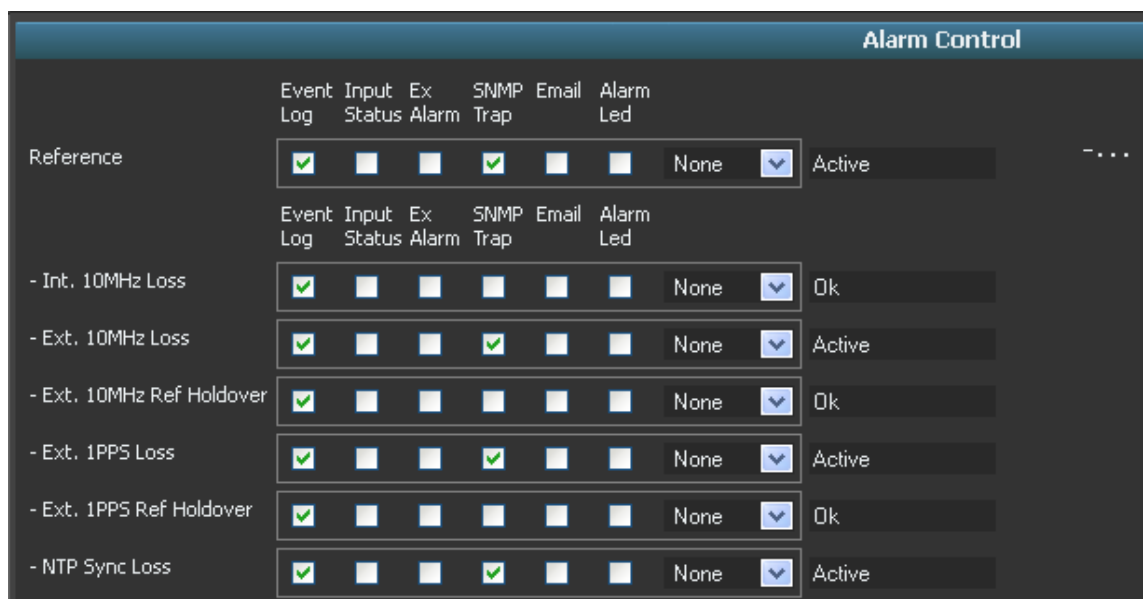 Alarm Control
Event Input Ex SNMP Email Alarm
Log Status Alarm Trap Led
Reference None Active -...
Event Input Ex SNMP Email Alarm
Log Status Alarm Trap Led
- Int. 10MHz Loss None Ok
- Ext. 10MHz Loss None Active
- Ext. 10MHz Ref Holdover None Ok
- Ext. 1PPS Loss None Active
- Ext. 1PPS Ref Holdover None Ok
- NTP Sync Loss None Active